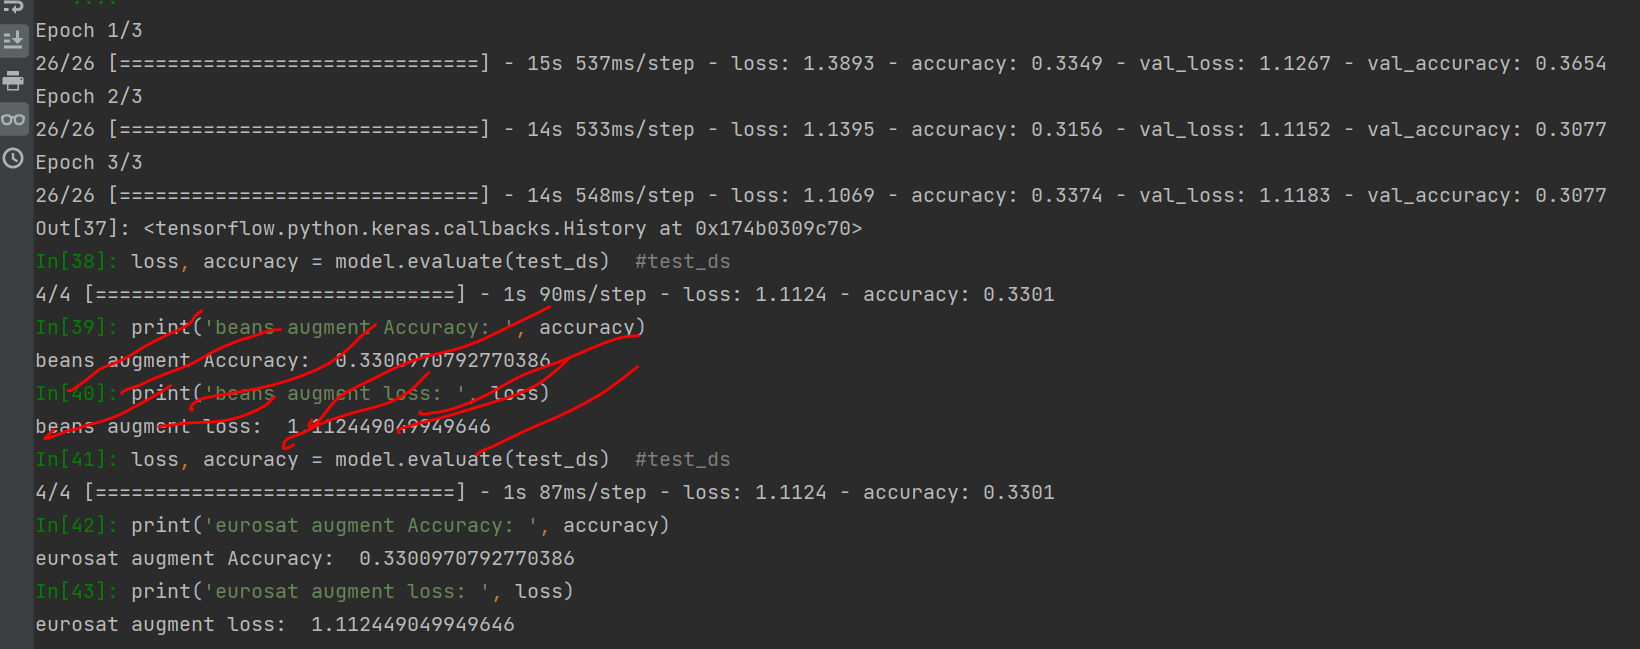 Epoch 1/3
26/26 [==============================] - 15s 537ms/step - loss: 1.3893 - accuracy: 0.3349 - val_loss: 1.1267 - val_accuracy: 0.3654
Epoch 2/3
26/26 [==============================] - 14s 533ms/step - loss: 1.1395 - accuracy: 0.3156 - val_loss: 1.1152 - val_accuracy: 0.3077
Epoch 3/3
26/26 [==============================] - 14s 548ms/step - loss: 1.1069 - accuracy: 0.3374 - val_loss: 1.1183 - val_accuracy: 0.3077
Out[37]: <tensorflow.python.keras.callbacks.History at 0x174b0309c70>
In[38]: loss, accuracy = model.evaluate(test_ds)  #test_ds
4/4 [==============================] - 1s 90ms/step - loss: 1.1124 - accuracy: 0.3301
In[39]: print('beans augment Accuracy: ', accuracy)
beans augment Accuracy:  0.3300970792770386
In[40]: print('beans augment loss: ', loss)
beans augment loss:  1.112449049949646
In[41]: loss, accuracy = model.evaluate(test_ds)  #test_ds
4/4 [==============================] - 1s 87ms/step - loss: 1.1124 - accuracy: 0.3301
In[42]: print('eurosat augment Accuracy: ', accuracy)
eurosat augment Accuracy:  0.3300970792770386
In[43]: print('eurosat augment loss: ', loss)
eurosat augment loss:  1.112449049949646